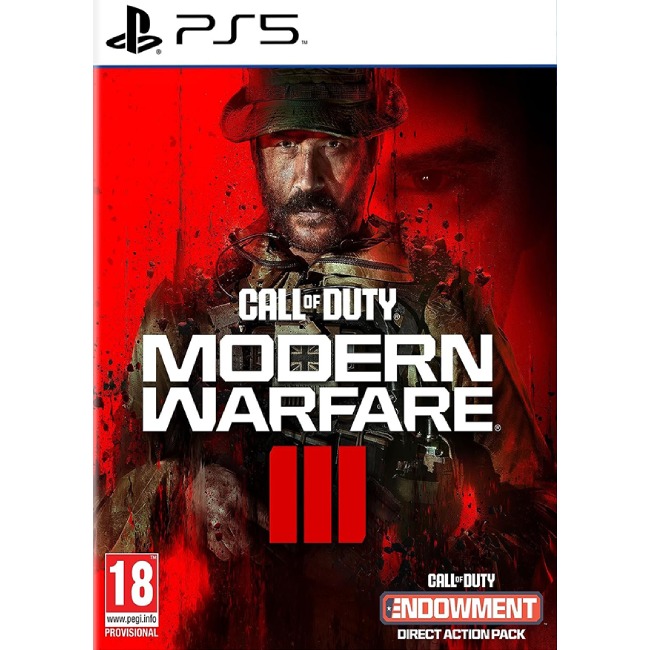 PS5
CALL OF DUTY®
MODERN
WARFARE®
III
18
www.pegi.info
PROVISIONAL
CALL OF DUTY
ENDOWMENT
DIRECT ACTION PACK